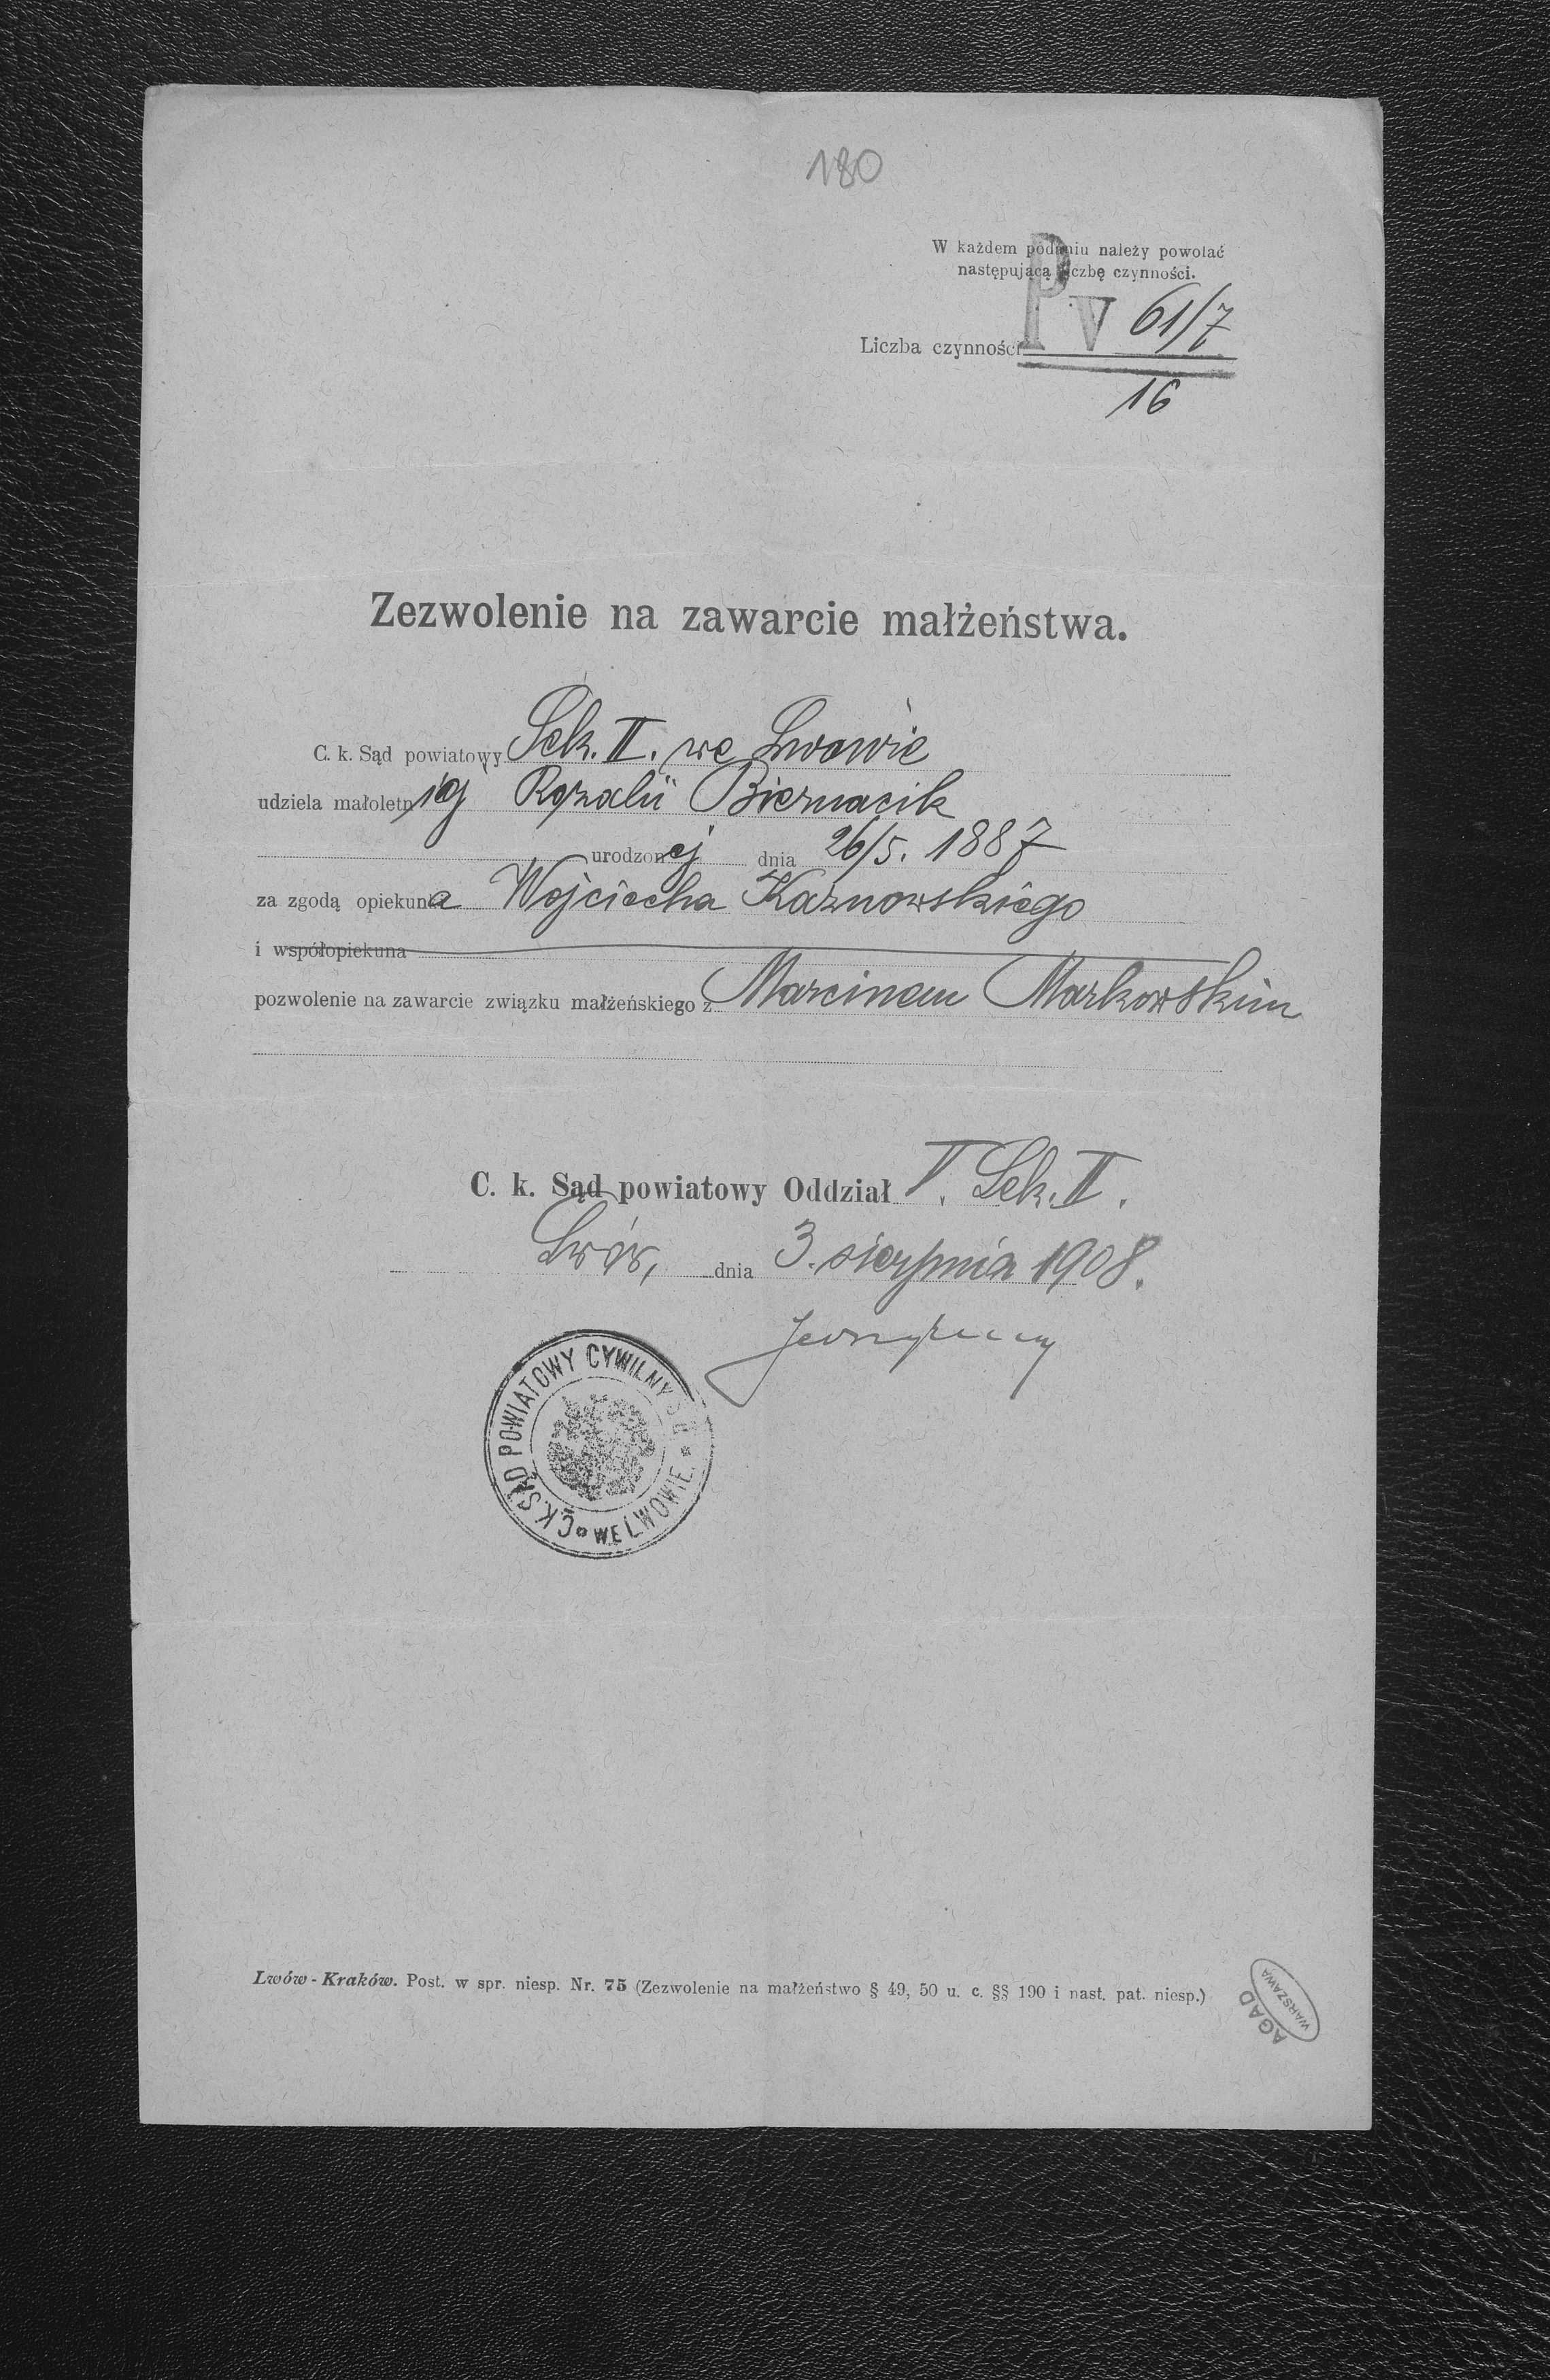 180
W każdem podaniu należy powołać
następującą liczbę czynności.
Liczba czynności P V 61/7
16
Zezwolenie na zawarcie małżeństwa.
C. k. Sąd powiatowy Sek. II. we Lwowie
udziela małoletniej Rozalii Biernacik
urodzonej dnia 26/5. 1887
za zgodą opiekuna Wojciecha Kaznowskiego
i współopiekuna
pozwolenie na zawarcie związku małżeńskiego z Marcinem Markowskim
C. k. Sąd powiatowy Oddział V. Sek. II.
Lwów, dnia 3. sierpnia 1908.
C.K.SĄD POWIATOWY CYWILNY
WE LWOWIE
Lwów - Kraków. Post. w spr. niesp. Nr. 75 (Zezwolenie na małżeństwo § 49, 50 u. c. §§ 190 i nast. pat. niesp.)
AGAD
WARSZAWA